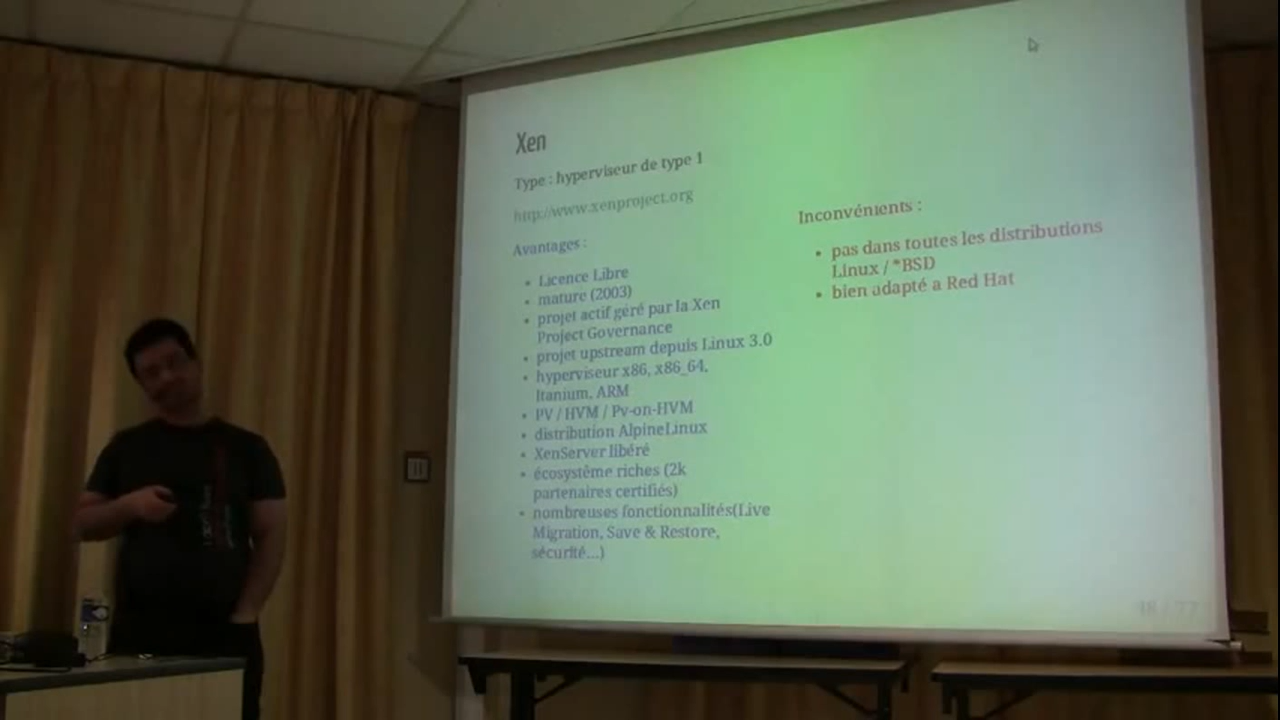 Xen
Type : hyperviseur de type 1
http://www.xenproject.org
Avantages :
• Licence Libre
• mature (2003)
• projet actif géré par la Xen
Project Governance
• projet upstream depuis Linux 3.0
• hyperviseur x86, x86_64,
Itanium, ARM
• PV / HVM / Pv-on-HVM
• distribution AlpineLinux
• XenServer libéré
• écosystème riches (2k
partenaires certifiés)
• nombreuses fonctionnalités(Live
Migration, Save & Restore,
sécurité...)
Inconvénients :
• pas dans toutes les distributions
Linux / *BSD
• bien adapté a Red Hat